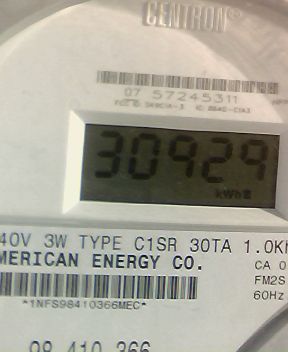 CENTRON®
07 57245311
30929
kWh
40V 3W TYPE C1SR 30TA 1.0Kh
MERICAN ENERGY CO.
CA 0
FM2S
60Hz
*1NFS98410366MEC*
98 410 366